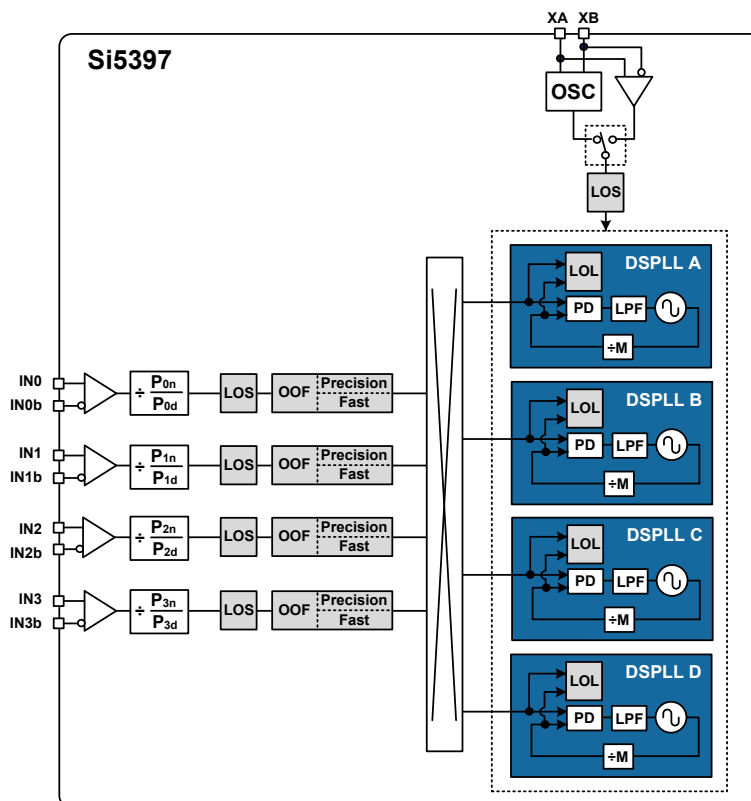 XA XB
Si5397
OSC
LOS
DSPLL A
LOL
PD LPF
÷M
DSPLL B
LOL
PD LPF
÷M
DSPLL C
LOL
PD LPF
÷M
DSPLL D
LOL
PD LPF
÷M
IN0
IN0b
÷ P0n
P0d
LOS
OOF
Precision
Fast
IN1
IN1b
÷ P1n
P1d
LOS
OOF
Precision
Fast
IN2
IN2b
÷ P2n
P2d
LOS
OOF
Precision
Fast
IN3
IN3b
÷ P3n
P3d
LOS
OOF
Precision
Fast